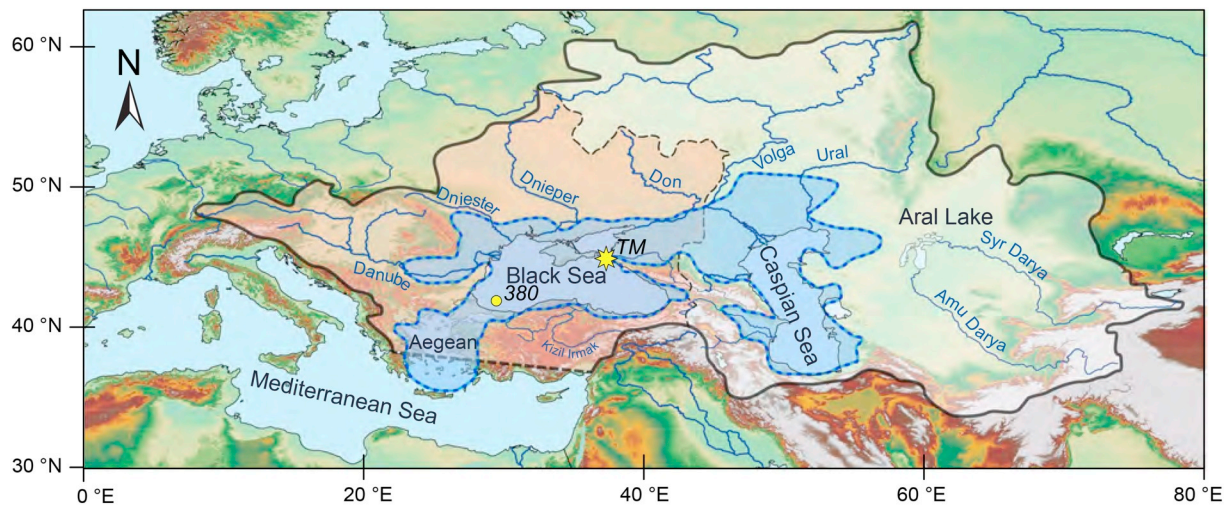 60 °N
N
Volga
Ural
50 °N
Dnieper
Don
Dniester
Aral Lake
TM
Syr Darya
Danube
Black Sea
Caspian Sea
380
Amu Darya
40 °N
Aegean
Kizil Irmak
Mediterranean Sea
30 °N
0 °E
20 °E
40 °E
60 °E
80 °E